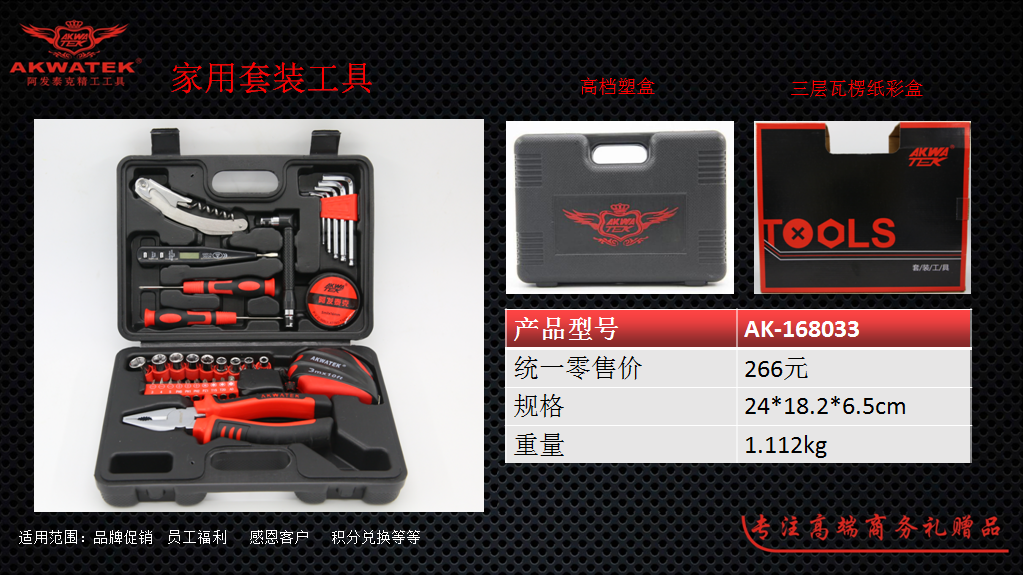 AKWA
TEK
AKWATEK®
阿发泰克精工工具
家用套装工具
高档塑盒
三层瓦楞纸彩盒
AKWA
TEK
阿发泰克
AKWATEK®
3mx10ft
AKWATEK
AKWA
TEK
AKWA
TEK
TOOLS
套/装/工/具
产品型号 AK-168033
统一零售价 266元
规格 24*18.2*6.5cm
重量 1.112kg
适用范围：品牌促销 员工福利 感恩客户 积分兑换等等
专注高端商务礼赠品